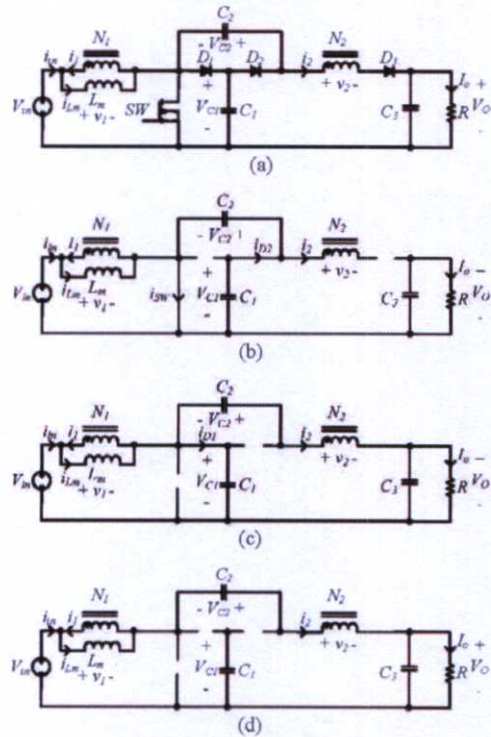 C2
N1 - VC2 + N2
iin i1 D1 D2 i2 D3
+ Io +
iLm Lm SW VC1 C1 + v2 - C3 R VO
Vin + v1 - -
(a)
C2
N1 - VC2 + N2
iin i1 iD2 i2
+ Io -
iLm Lm iSW VC1 C1 + v2 - C3 R VO
Vin + v1 - -
(b)
C2
N1 - VC2 + N2
iin i1 iD1 i2
+ Io -
iLm Lm VC1 C1 + v2 - C3 R VO
Vin + v1 - -
(c)
C2
N1 - VC2 + N2
iin i1 i2
+ Io +
iLm Lm VC1 C1 + v2 - C3 R VO
Vin + v1 - -
(d)